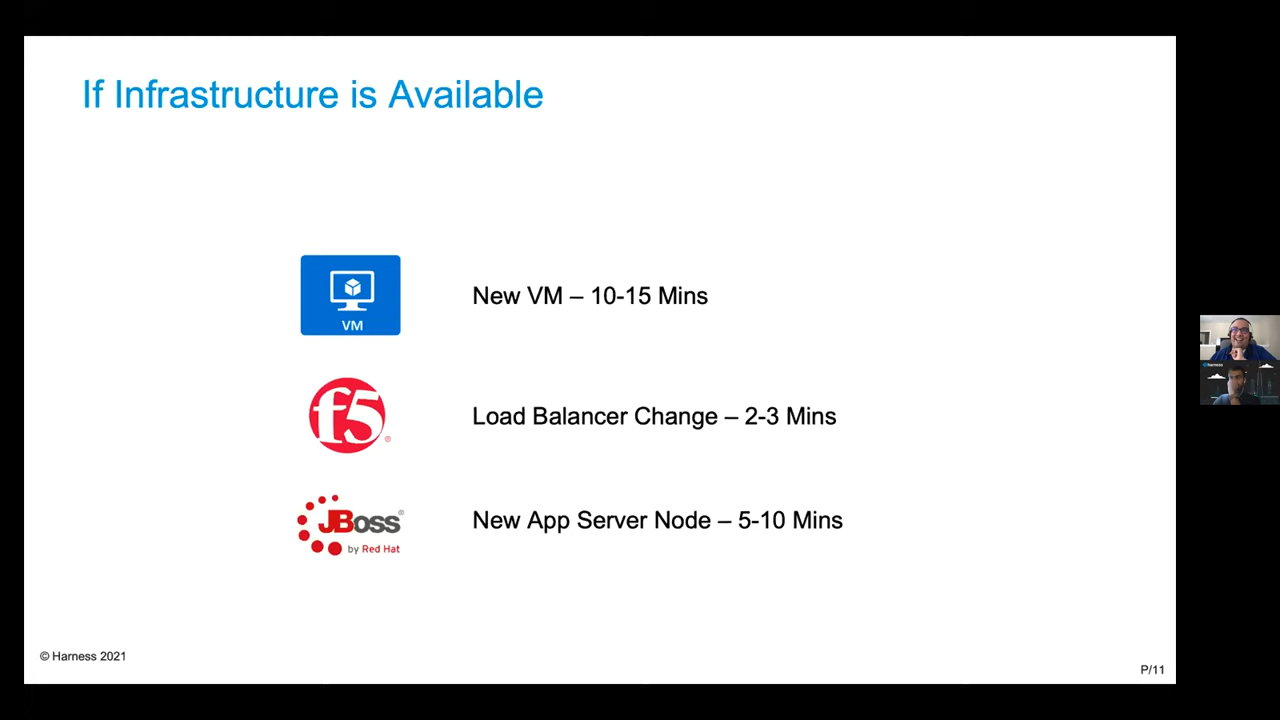 If Infrastructure is Available
VM
New VM – 10-15 Mins
f5
®
Load Balancer Change – 2-3 Mins
JBoss®
by Red Hat
New App Server Node – 5-10 Mins
© Harness 2021
P/11
harness